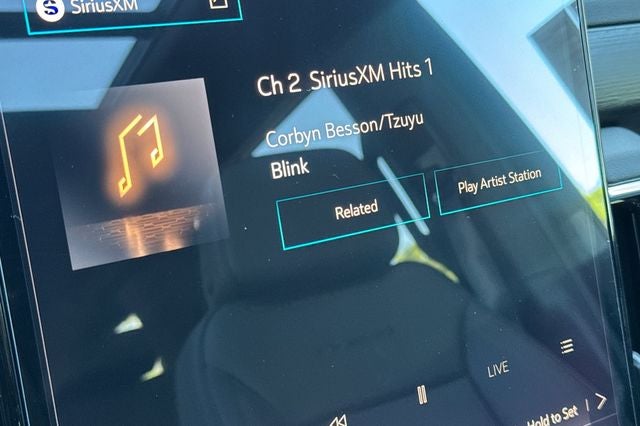 SiriusXM
Ch 2 SiriusXM Hits 1
Corbyn Besson/Tzuyu
Blink
Related
Play Artist Station
LIVE
Hold to Set